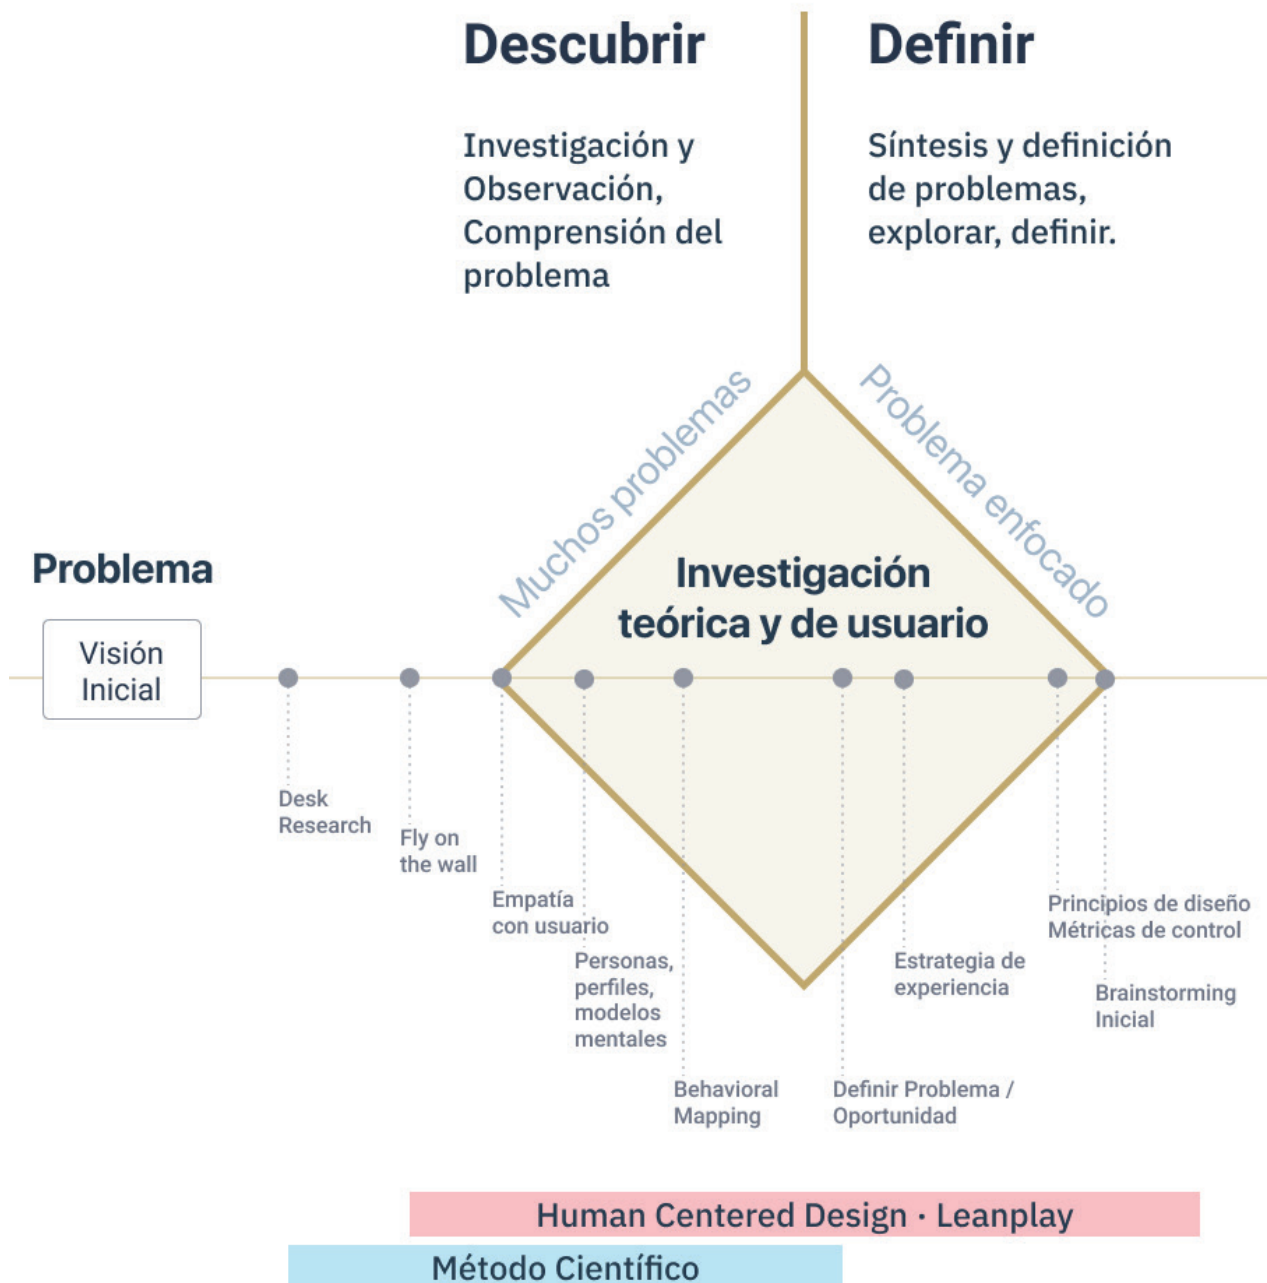 Descubrir
Investigación y
Observación,
Comprensión del
problema
Definir
Síntesis y definición
de problemas,
explorar, definir.
Muchos problemas
Problema enfocado
Problema
Visión
Inicial
Investigación
teórica y de usuario
Desk
Research
Fly on
the wall
Empatía
con usuario
Personas,
perfiles,
modelos
mentales
Behavioral
Mapping
Definir Problema /
Oportunidad
Estrategia de
experiencia
Principios de diseño
Métricas de control
Brainstorming
Inicial
Human Centered Design · Leanplay
Método Científico